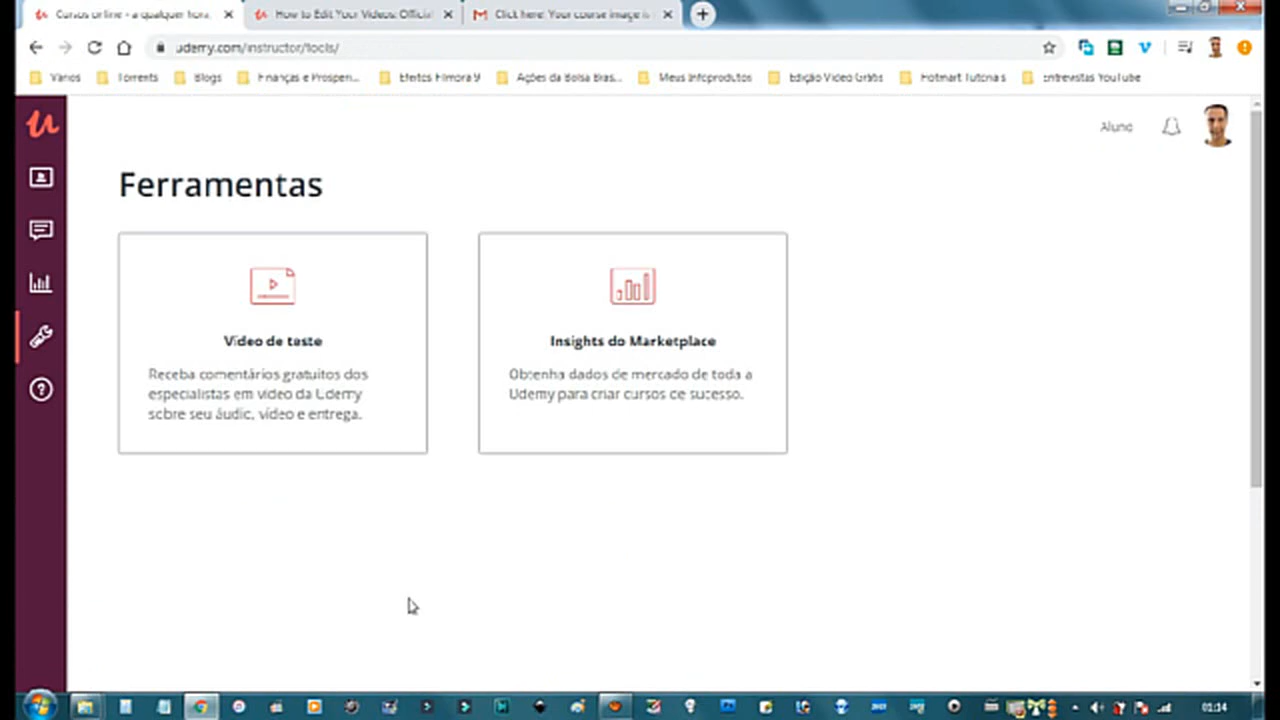 Cursos online - a qualquer hora,
How to Edit Your Videos: Official
Click here! Your course image is
udemy.com/instructor/tools/
Vários
Torrents
Blogs
Finanças e Prosperi...
Efeitos Filmora 9
Ações da Bolsa Bras...
Meus Infoprodutos
Edição Vídeo Grátis
Hotmart Tutoriais
Entrevistas YouTube
Aluno
Ferramentas
Vídeo de teste
Receba comentários gratuitos dos
especialistas em vídeo da Udemy
sobre seu áudio, vídeo e entrega.
Insights do Marketplace
Obtenha dados de mercado de toda a
Udemy para criar cursos de sucesso.
01:14